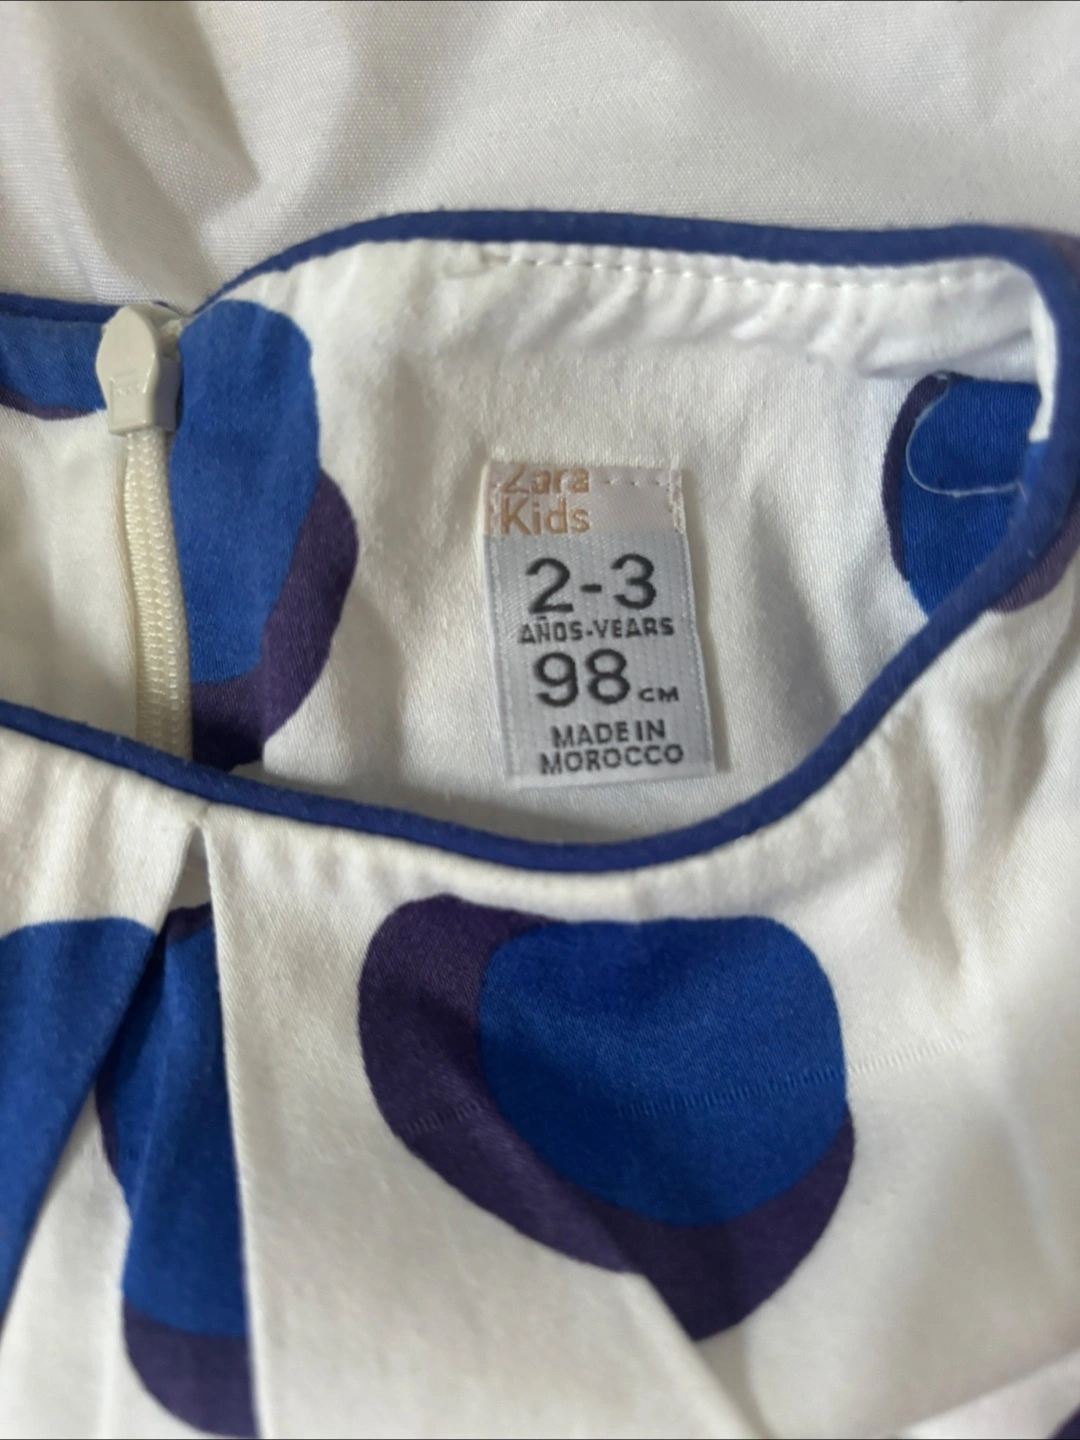 Zara
Kids
2-3
AÑOS-YEARS
98 CM
MADE IN
MOROCCO